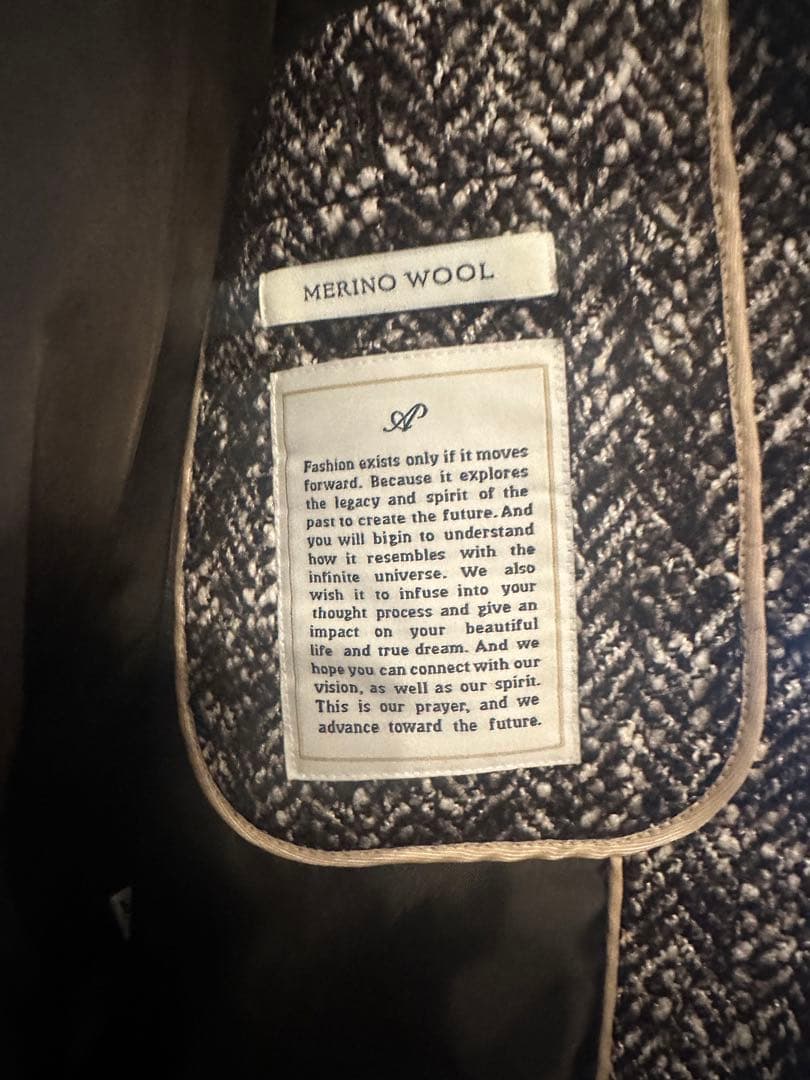 MERINO WOOL
AP
Fashion exists only if it moves
forward. Because it explores
the legacy and spirit of the
past to create the future. And
you will bigin to understand
how it resembles with the
infinite universe. We also
wish it to infuse into your
thought process and give an
impact on your beautiful
life and true dream. And we
hope you can connect with our
vision, as well as our spirit.
This is our prayer, and we
advance toward the future.